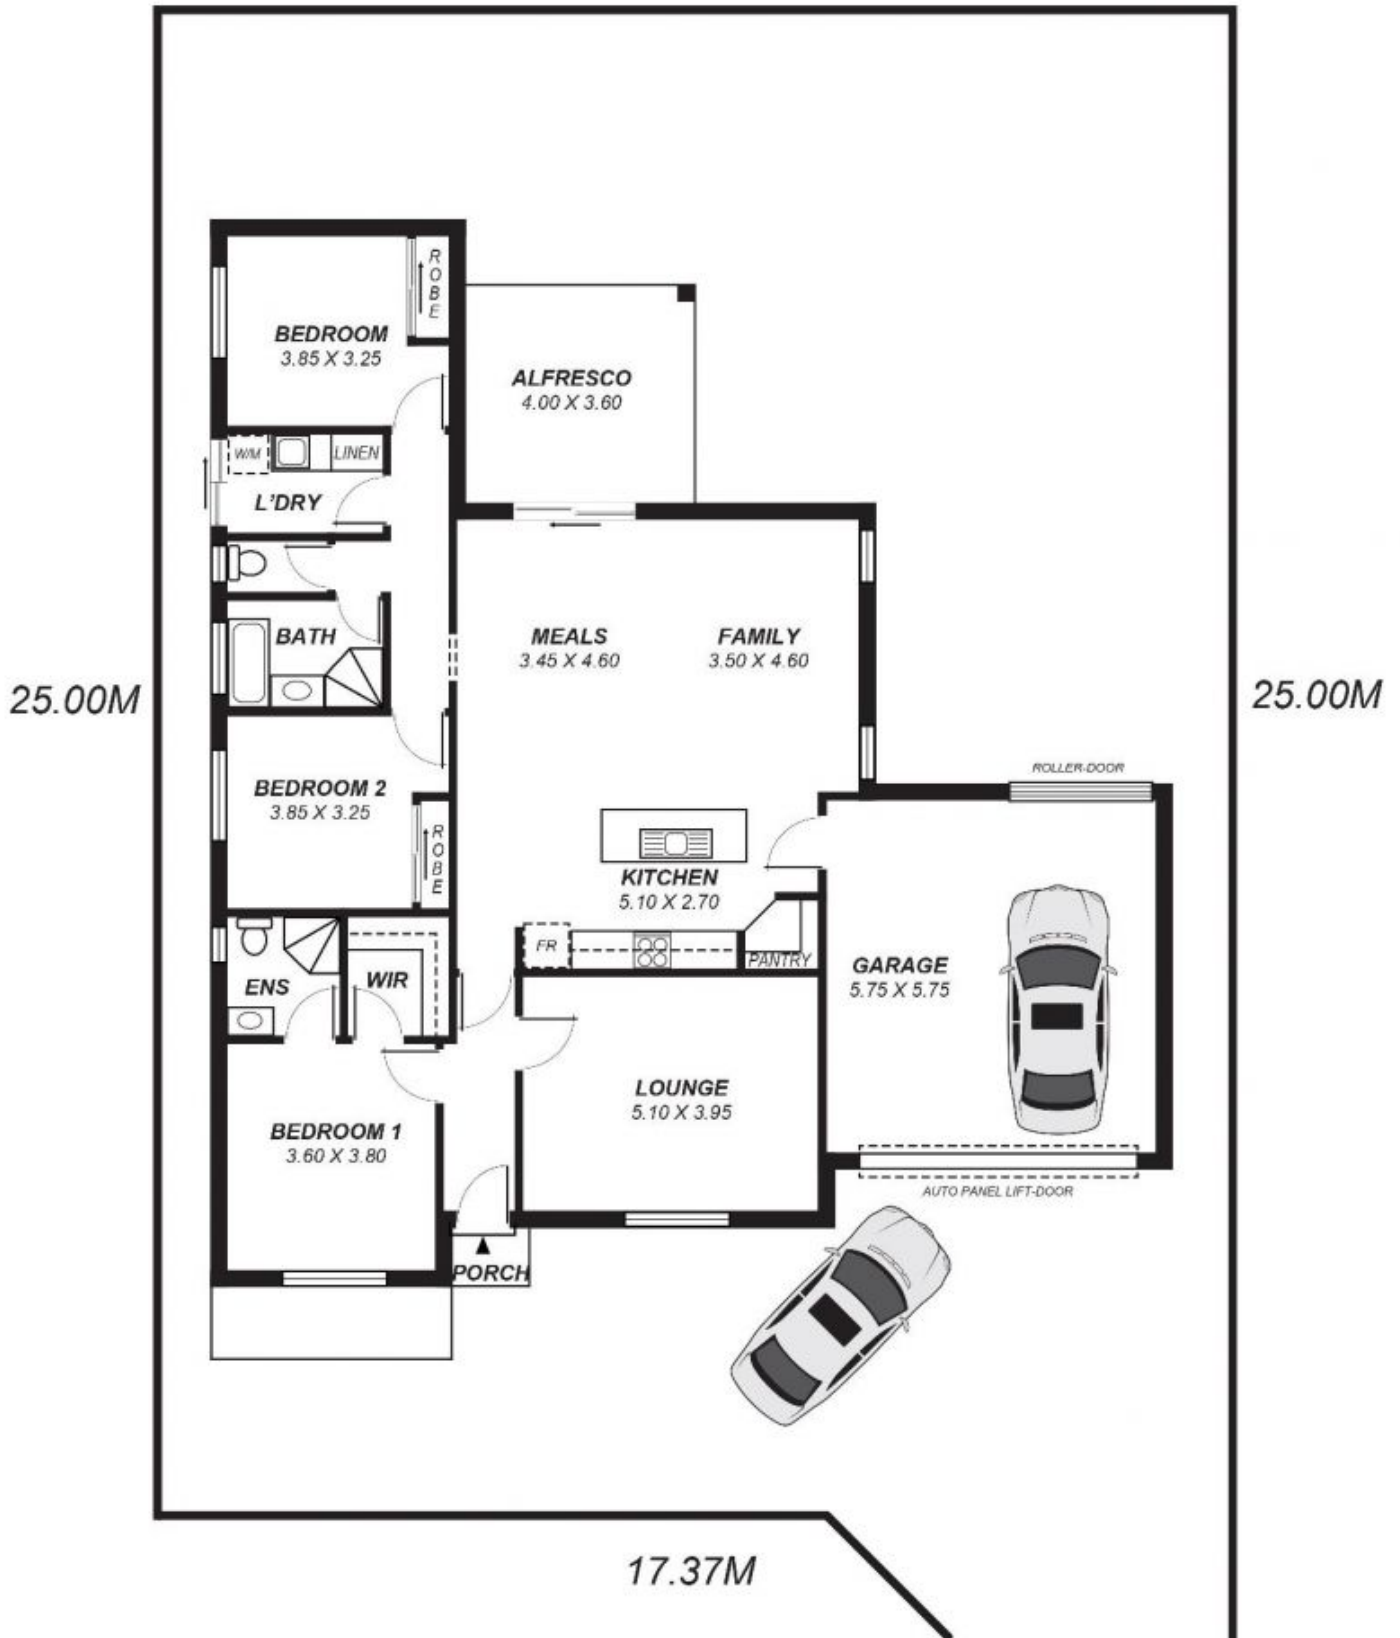 ROBE
BEDROOM
3.85 X 3.25
ALFRESCO
4.00 X 3.60
W/M
LINEN
L'DRY
BATH
MEALS
3.45 X 4.60
FAMILY
3.50 X 4.60
25.00M
25.00M
BEDROOM 2
3.85 X 3.25
ROBE
ROLLER-DOOR
KITCHEN
5.10 X 2.70
FR
PANTRY
GARAGE
5.75 X 5.75
ENS
WIR
LOUNGE
5.10 X 3.95
BEDROOM 1
3.60 X 3.80
AUTO PANEL LIFT-DOOR
PORCH
17.37M